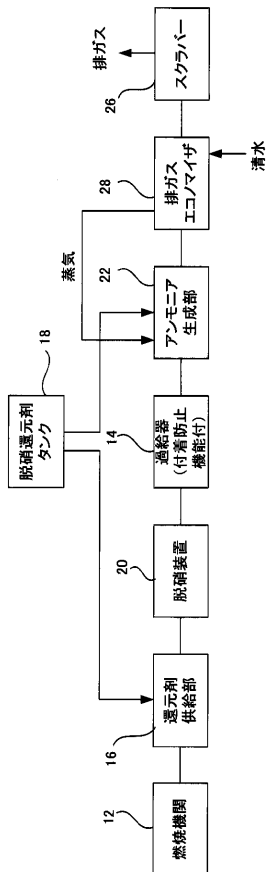 脱硝還元剤
タンク
18
蒸気
排ガス
12
燃焼機関
16
還元剤
供給部
20
脱硝装置
14
過給器
(付着防止
機能付)
22
アンモニア
生成部
28
排ガス
エコノマイザ
26
スクラバー
清水